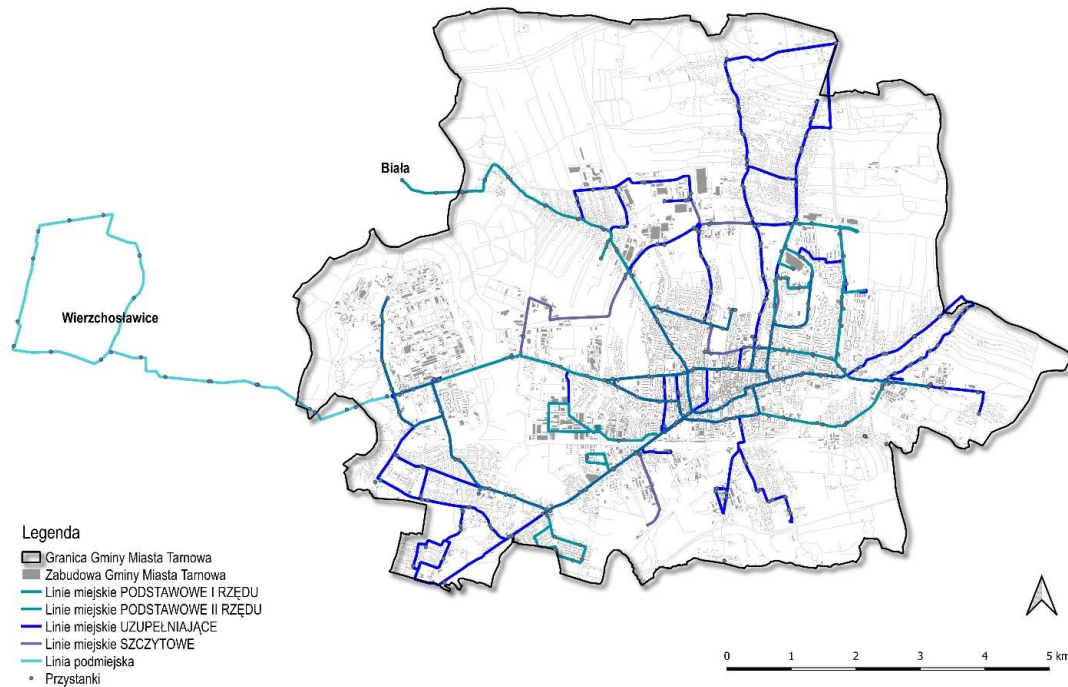 Biała
Wierzchosławice
Legenda
Granica Gminy Miasta Tarnowa
Zabudowa Gminy Miasta Tarnowa
Linie miejskie PODSTAWOWE I RZĘDU
Linie miejskie PODSTAWOWE II RZĘDU
Linie miejskie UZUPEŁNIAJĄCE
Linie miejskie SZCZYTOWE
Linia podmiejska
Przystanki
0 1 2 3 4 5 km